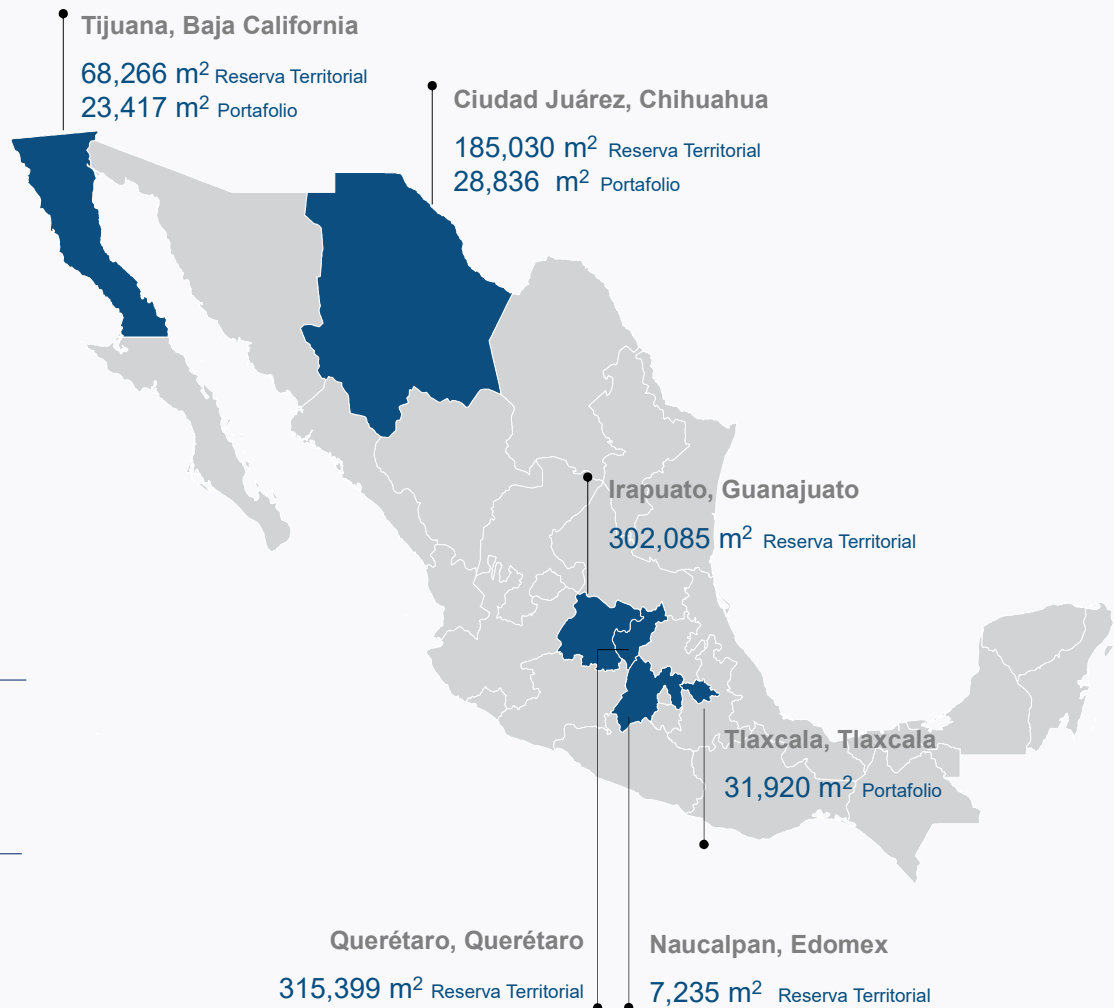 Tijuana, Baja California
68,266 m² Reserva Territorial
23,417 m² Portafolio
Ciudad Juárez, Chihuahua
185,030 m² Reserva Territorial
28,836 m² Portafolio
Irapuato, Guanajuato
302,085 m² Reserva Territorial
Tlaxcala, Tlaxcala
31,920 m² Portafolio
Querétaro, Querétaro
315,399 m² Reserva Territorial
Naucalpan, Edomex
7,235 m² Reserva Territorial